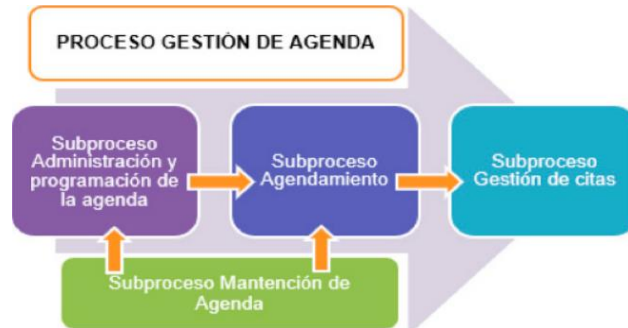 PROCESO GESTIÓN DE AGENDA
Subproceso
Administración y
programación de
la agenda
Subproceso
Agendamiento
Subproceso
Gestión de citas
Subproceso Mantención de
Agenda